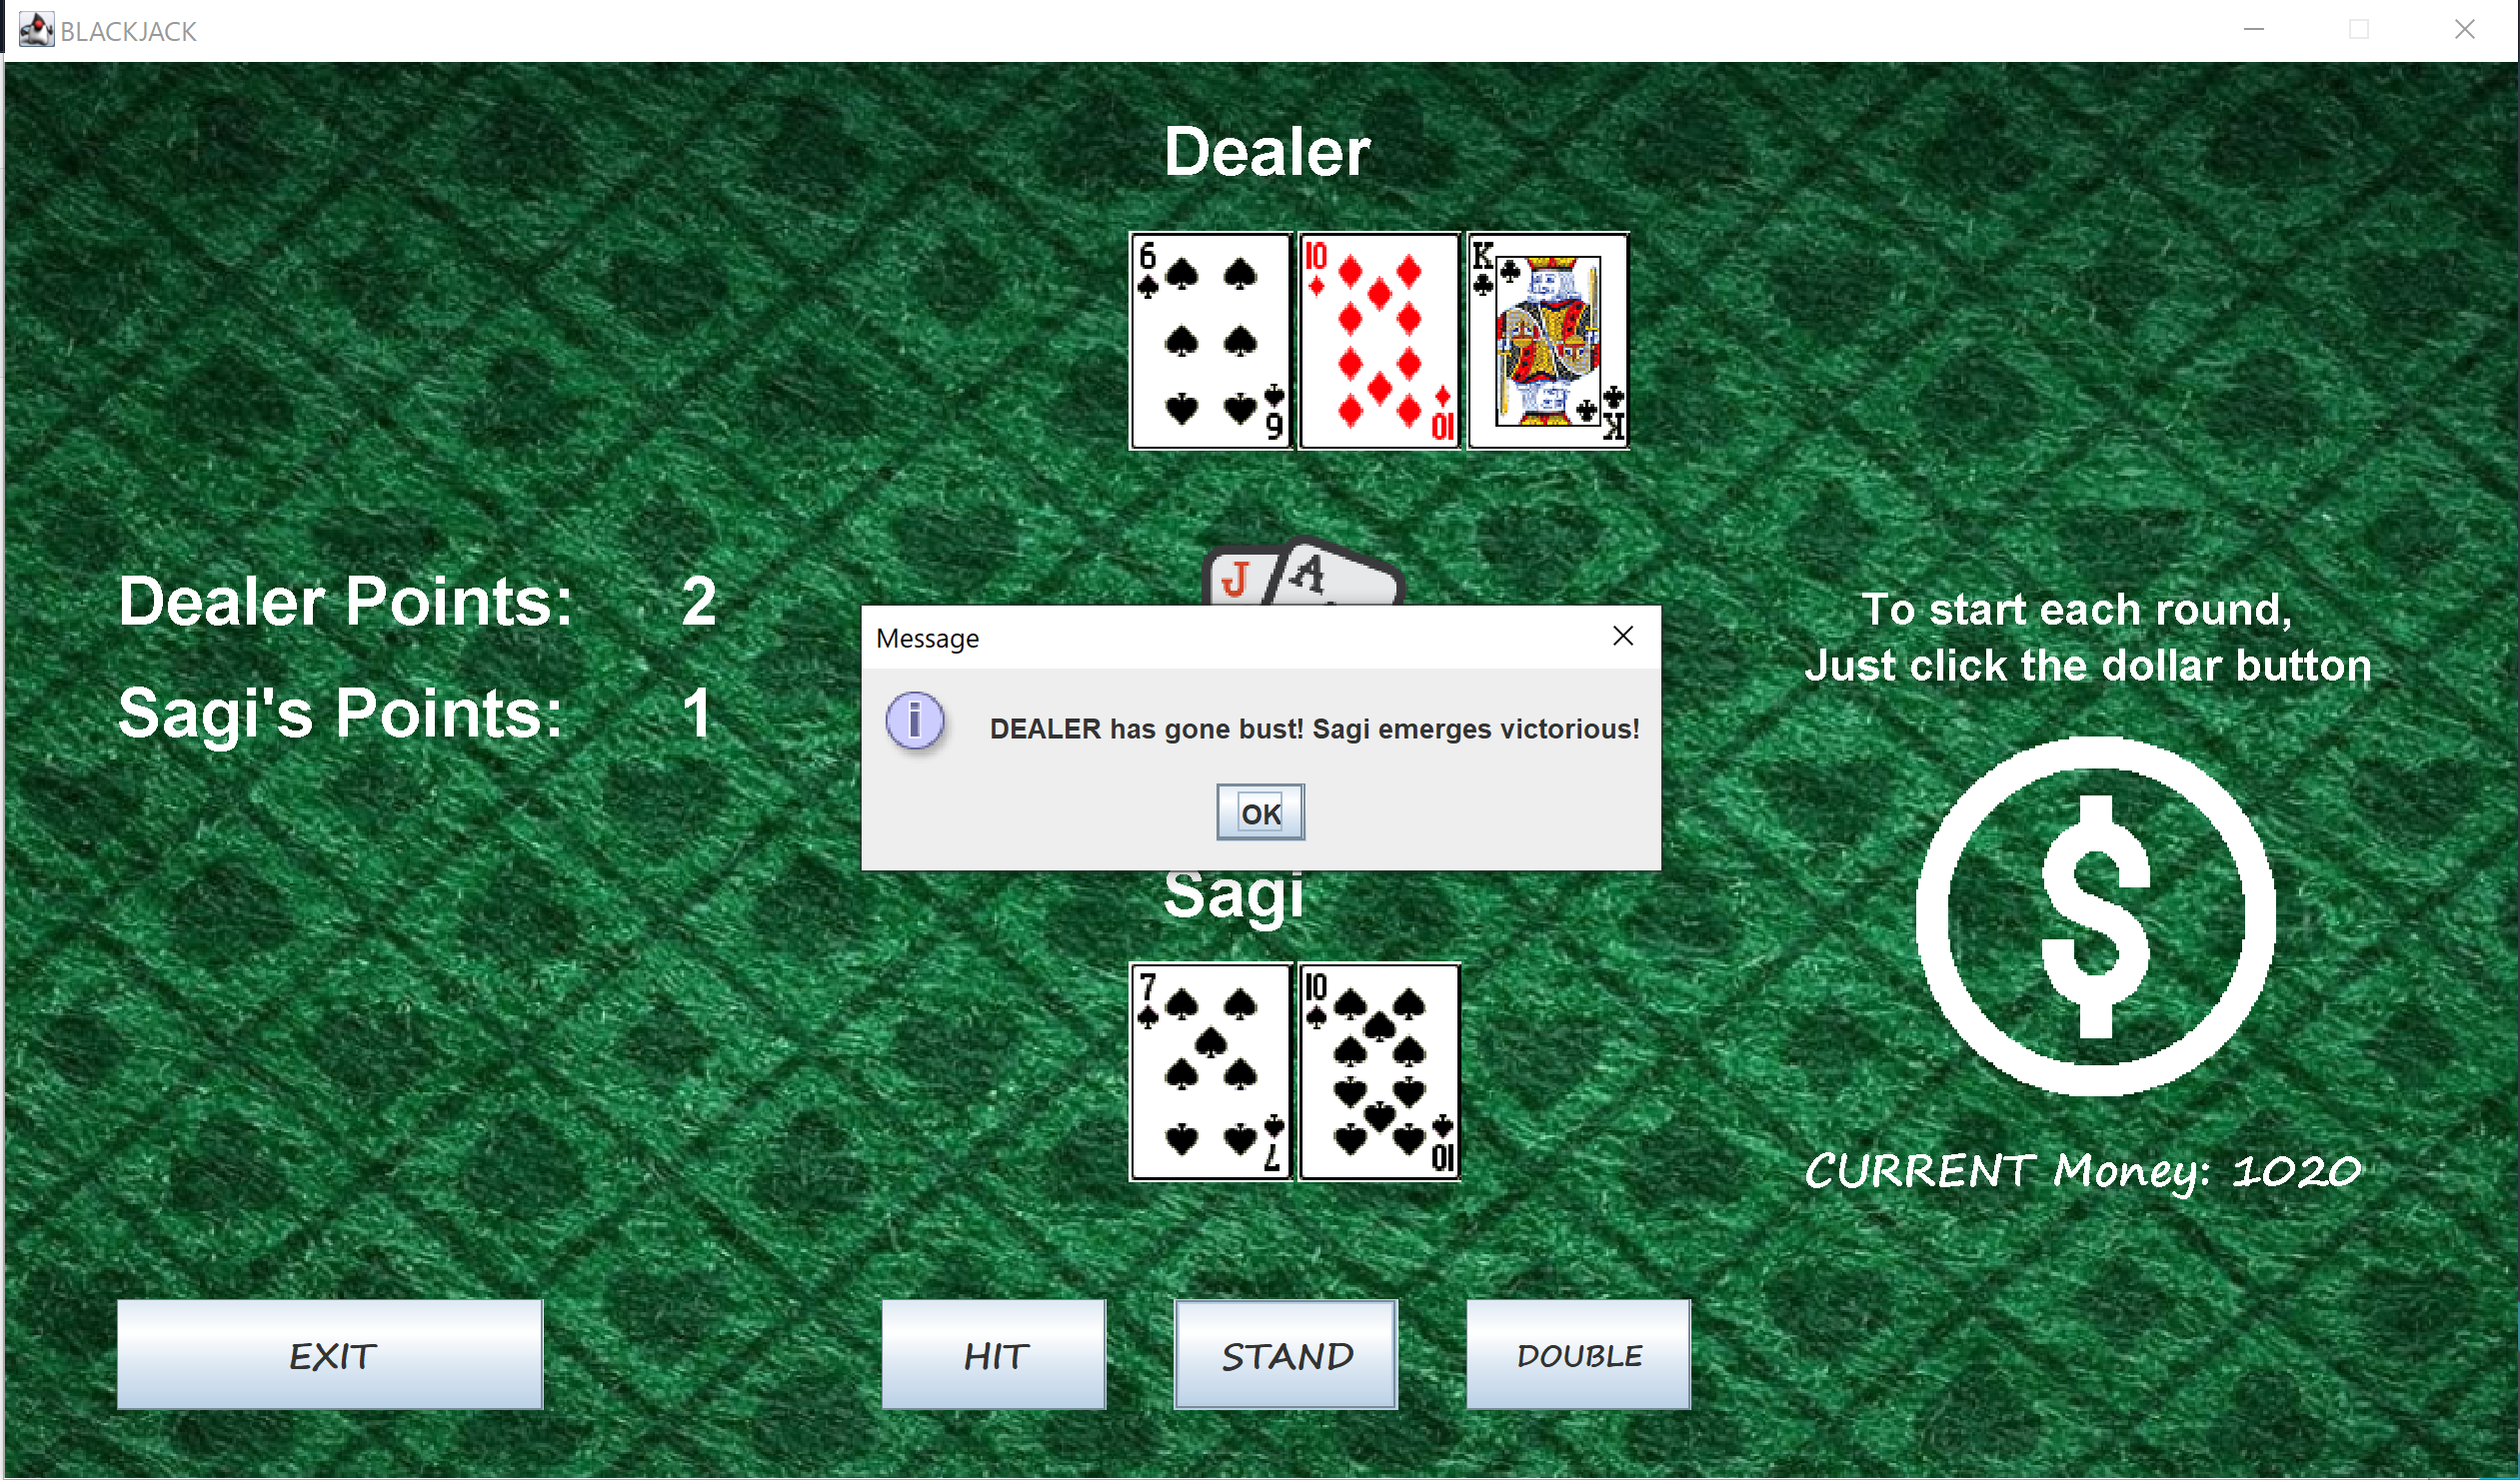 BLACKJACK
Dealer
6
6
10
10
K
K
J A
Dealer Points: 2
Sagi's Points: 1
Message
DEALER has gone bust! Sagi emerges victorious!
OK
To start each round,
Just click the dollar button
$
Sagi
7
7
10
10
CURRENT Money: 1020
EXIT
HIT
STAND
DOUBLE